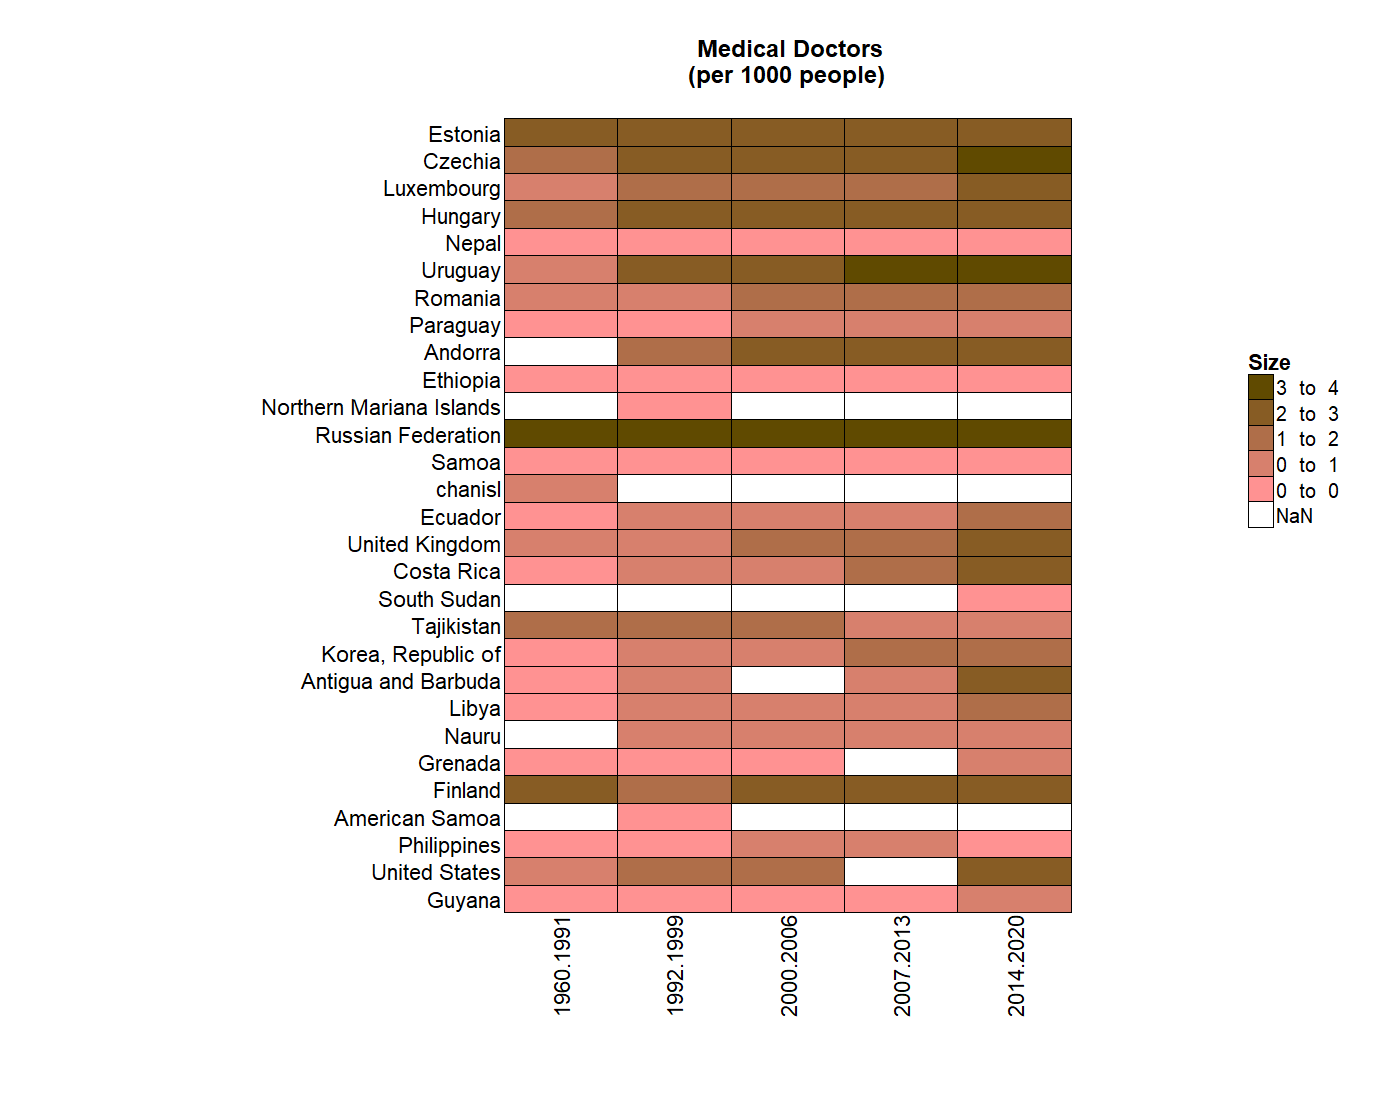 Medical Doctors
(per 1000 people)
Estonia
Czechia
Luxembourg
Hungary
Nepal
Uruguay
Romania
Paraguay
Andorra
Ethiopia
Northern Mariana Islands
Russian Federation
Samoa
chanisl
Ecuador
United Kingdom
Costa Rica
South Sudan
Tajikistan
Korea, Republic of
Antigua and Barbuda
Libya
Nauru
Grenada
Finland
American Samoa
Philippines
United States
Guyana
1960.1991
1992.1999
2000.2006
2007.2013
2014.2020
Size
3 to 4
2 to 3
1 to 2
0 to 1
0 to 0
NaN